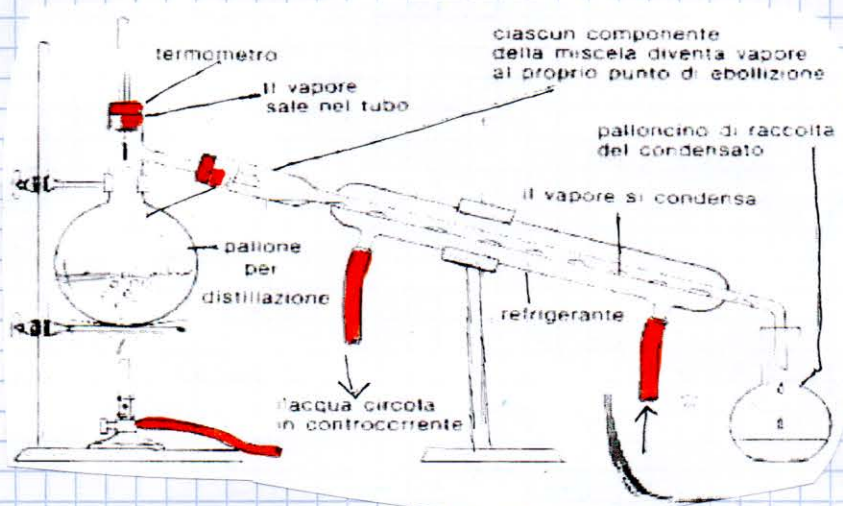 termometro
il vapore
sale nel tubo
ciascun componente
della miscela diventa vapore
al proprio punto di ebollizione
palloncino di raccolta
del condensato
il vapore si condensa
pallone
per
distillazione
refrigerante
l'acqua circola
in controcorrente